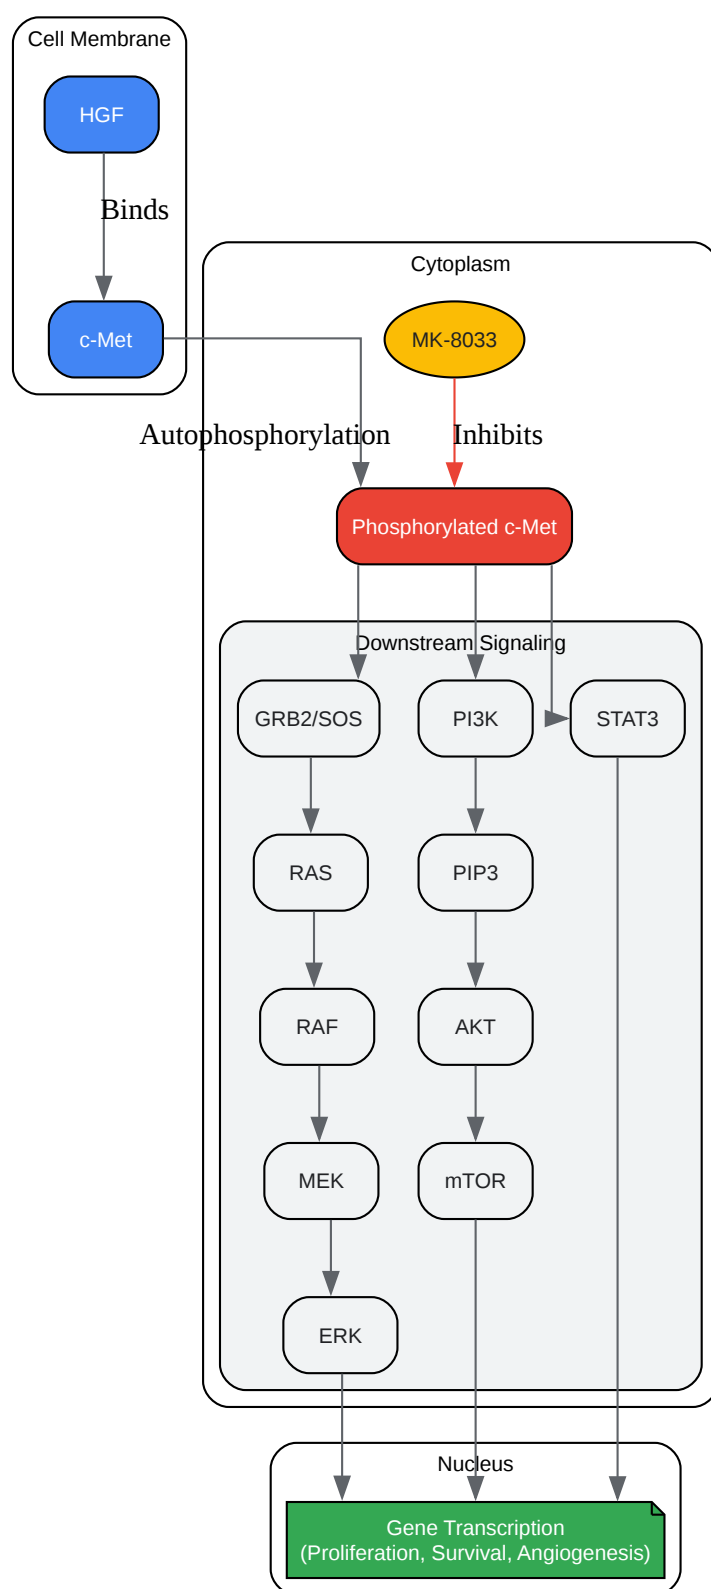 Cell Membrane
HGF
Binds
c-Met
Cytoplasm
MK-8033
Autophosphorylation
Inhibits
Phosphorylated c-Met
Downstream Signaling
GRB2/SOS
PI3K
STAT3
RAS
PIP3
RAF
AKT
MEK
mTOR
ERK
Nucleus
Gene Transcription
(Proliferation, Survival, Angiogenesis)